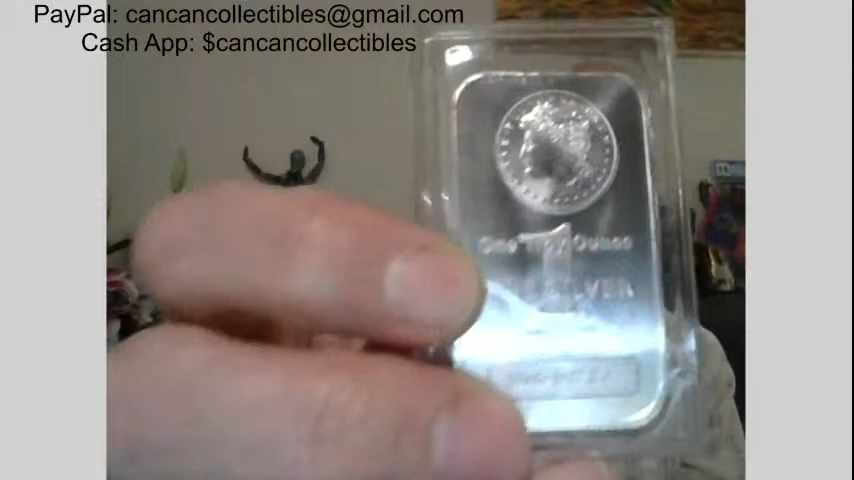 PayPal: cancancollectibles@gmail.com
Cash App: $cancancollectibles
One Troy Ounce
1
SILVER